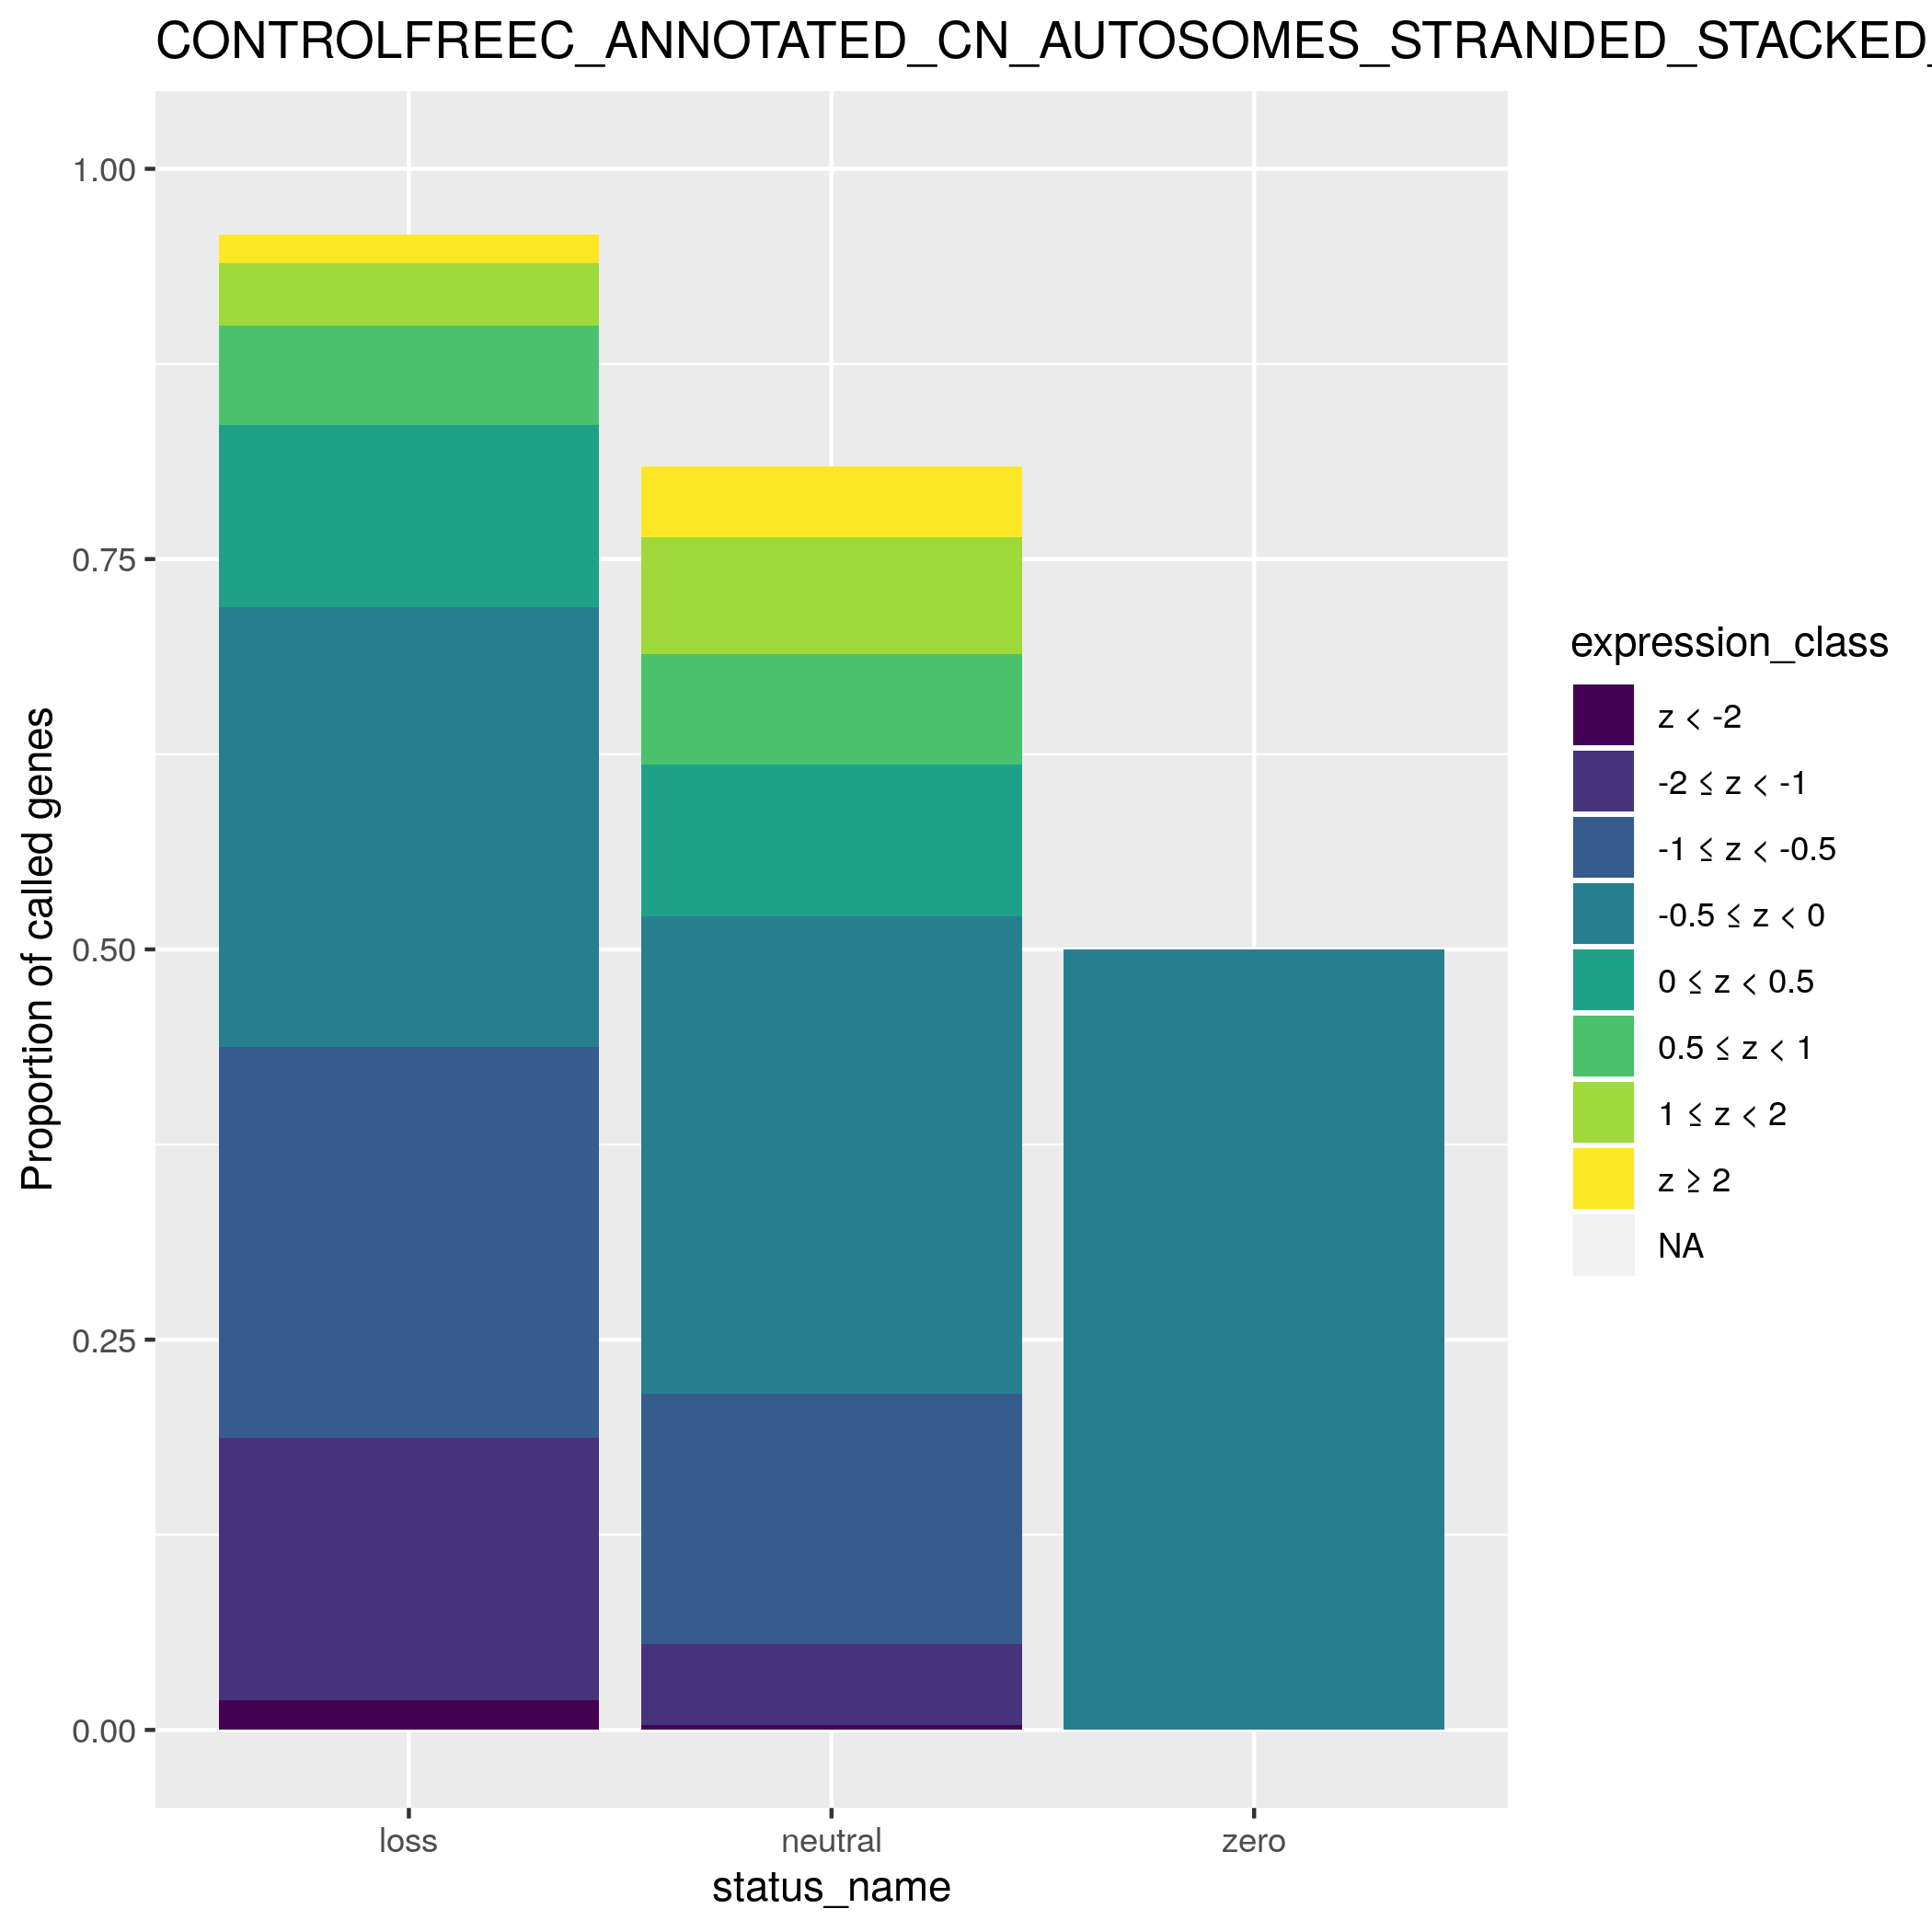 CONTROLFREEC_ANNOTATED_CN_AUTOSOMES_STRANDED_STACKED_
1.00
0.75
0.50
0.25
0.00
Proportion of called genes
loss
neutral
zero
status_name
expression_class
z < -2
-2 ≤ z < -1
-1 ≤ z < -0.5
-0.5 ≤ z < 0
0 ≤ z < 0.5
0.5 ≤ z < 1
1 ≤ z < 2
z ≥ 2
NA